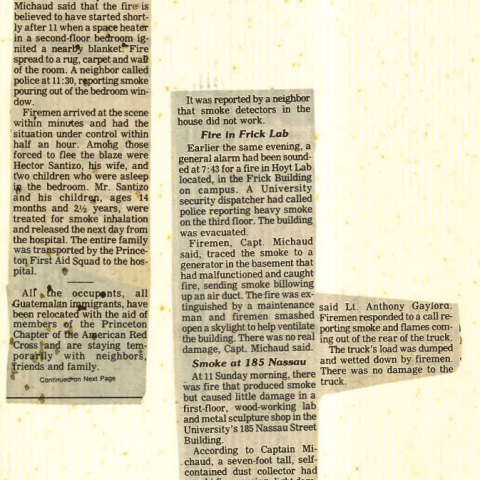 Michaud said that the fire is
believed to have started short-
ly after 11 when a space heater
in a second-floor bedroom ig-
nited a nearby blanket. Fire
spread to a rug, carpet and wall
of the room. A neighbor called
police at 11:30, reporting smoke
pouring out of the bedroom win-
dow.
Firemen arrived at the scene
within minutes and had the
situation under control within
half an hour. Among those
forced to flee the blaze were
Hector Santizo, his wife, and
two children who were asleep
in the bedroom. Mr. Santizo
and his children, ages 14
months and 2½ years, were
treated for smoke inhalation
and released the next day from
the hospital. The entire family
was transported by the Prince-
ton First Aid Squad to the hos-
pital.
All the occupants, all
Guatemalan immigrants, have
been relocated with the aid of
members of the Princeton
Chapter of the American Red
Cross and are staying tem-
porarily with neighbors,
friends and family.
Continued on Next Page
It was reported by a neighbor
that smoke detectors in the
house did not work.
Fire in Frick Lab
Earlier the same evening, a
general alarm had been sound-
ed at 7:43 for a fire in Hoyt Lab
located, in the Frick Building
on campus. A University
security dispatcher had called
police reporting heavy smoke
on the third floor. The building
was evacuated.
Firemen, Capt. Michaud
said, traced the smoke to a
generator in the basement that
had malfunctioned and caught
fire, sending smoke billowing
up an air duct. The fire was ex-
tinguished by a maintenance
man and firemen smashed
open a skylight to help ventilate
the building. There was no real
damage, Capt. Michaud said.
Smoke at 185 Nassau
At 11 Sunday morning, there
was fire that produced smoke
but caused little damage in a
first-floor, wood-working lab
and metal sculpture shop in the
University's 185 Nassau Street
Building.
According to Captain Mi-
chaud, a seven-foot tall, self-
contained dust collector had
said Lt. Anthony Gaylord.
Firemen responded to a call re-
porting smoke and flames com-
ing out of the rear of the truck.
The truck's load was dumped
and wetted down by firemen.
There was no damage to the
truck.